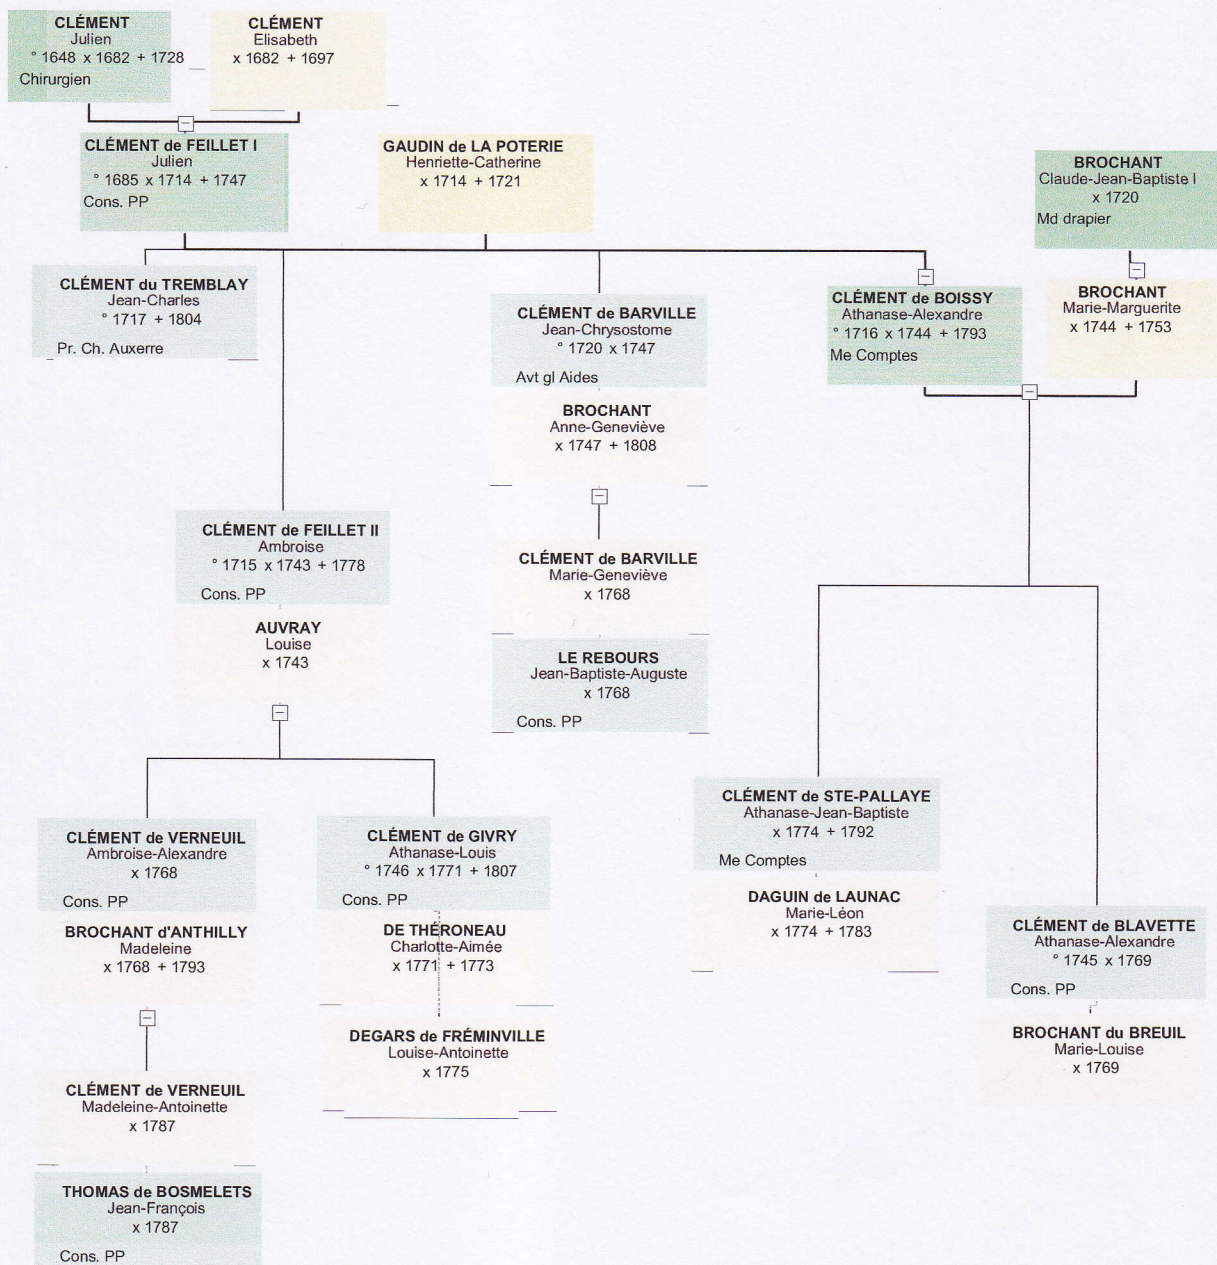 CLÉMENT
Julien
° 1648 x 1682 + 1728
Chirurgien
CLÉMENT
Elisabeth
x 1682 + 1697
CLÉMENT de FEILLET I
Julien
° 1685 x 1714 + 1747
Cons. PP
GAUDIN de LA POTERIE
Henriette-Catherine
x 1714 + 1721
BROCHANT
Claude-Jean-Baptiste I
x 1720
Md drapier
CLÉMENT du TREMBLAY
Jean-Charles
° 1717 + 1804
Pr. Ch. Auxerre
CLÉMENT de BARVILLE
Jean-Chrysostome
° 1720 x 1747
Avt gl Aides
BROCHANT
Anne-Geneviève
x 1747 + 1808
CLÉMENT de BOISSY
Athanase-Alexandre
° 1716 x 1744 + 1793
Me Comptes
BROCHANT
Marie-Marguerite
x 1744 + 1753
CLÉMENT de FEILLET II
Ambroise
° 1715 x 1743 + 1778
Cons. PP
AUVRAY
Louise
x 1743
CLÉMENT de BARVILLE
Marie-Geneviève
x 1768
LE REBOURS
Jean-Baptiste-Auguste
x 1768
Cons. PP
CLÉMENT de VERNEUIL
Ambroise-Alexandre
x 1768
Cons. PP
BROCHANT d'ANTHILLY
Madeleine
x 1768 + 1793
CLÉMENT de GIVRY
Athanase-Louis
° 1746 x 1771 + 1807
Cons. PP
DE THÉRONEAU
Charlotte-Aimée
x 1771 + 1773
DEGARS de FRÉMINVILLE
Louise-Antoinette
x 1775
CLÉMENT de STE-PALLAYE
Athanase-Jean-Baptiste
x 1774 + 1792
Me Comptes
DAGUIN de LAUNAC
Marie-Léon
x 1774 + 1783
CLÉMENT de BLAVETTE
Athanase-Alexandre
° 1745 x 1769
Cons. PP
BROCHANT du BREUIL
Marie-Louise
x 1769
CLÉMENT de VERNEUIL
Madeleine-Antoinette
x 1787
THOMAS de BOSMELETS
Jean-François
x 1787
Cons. PP